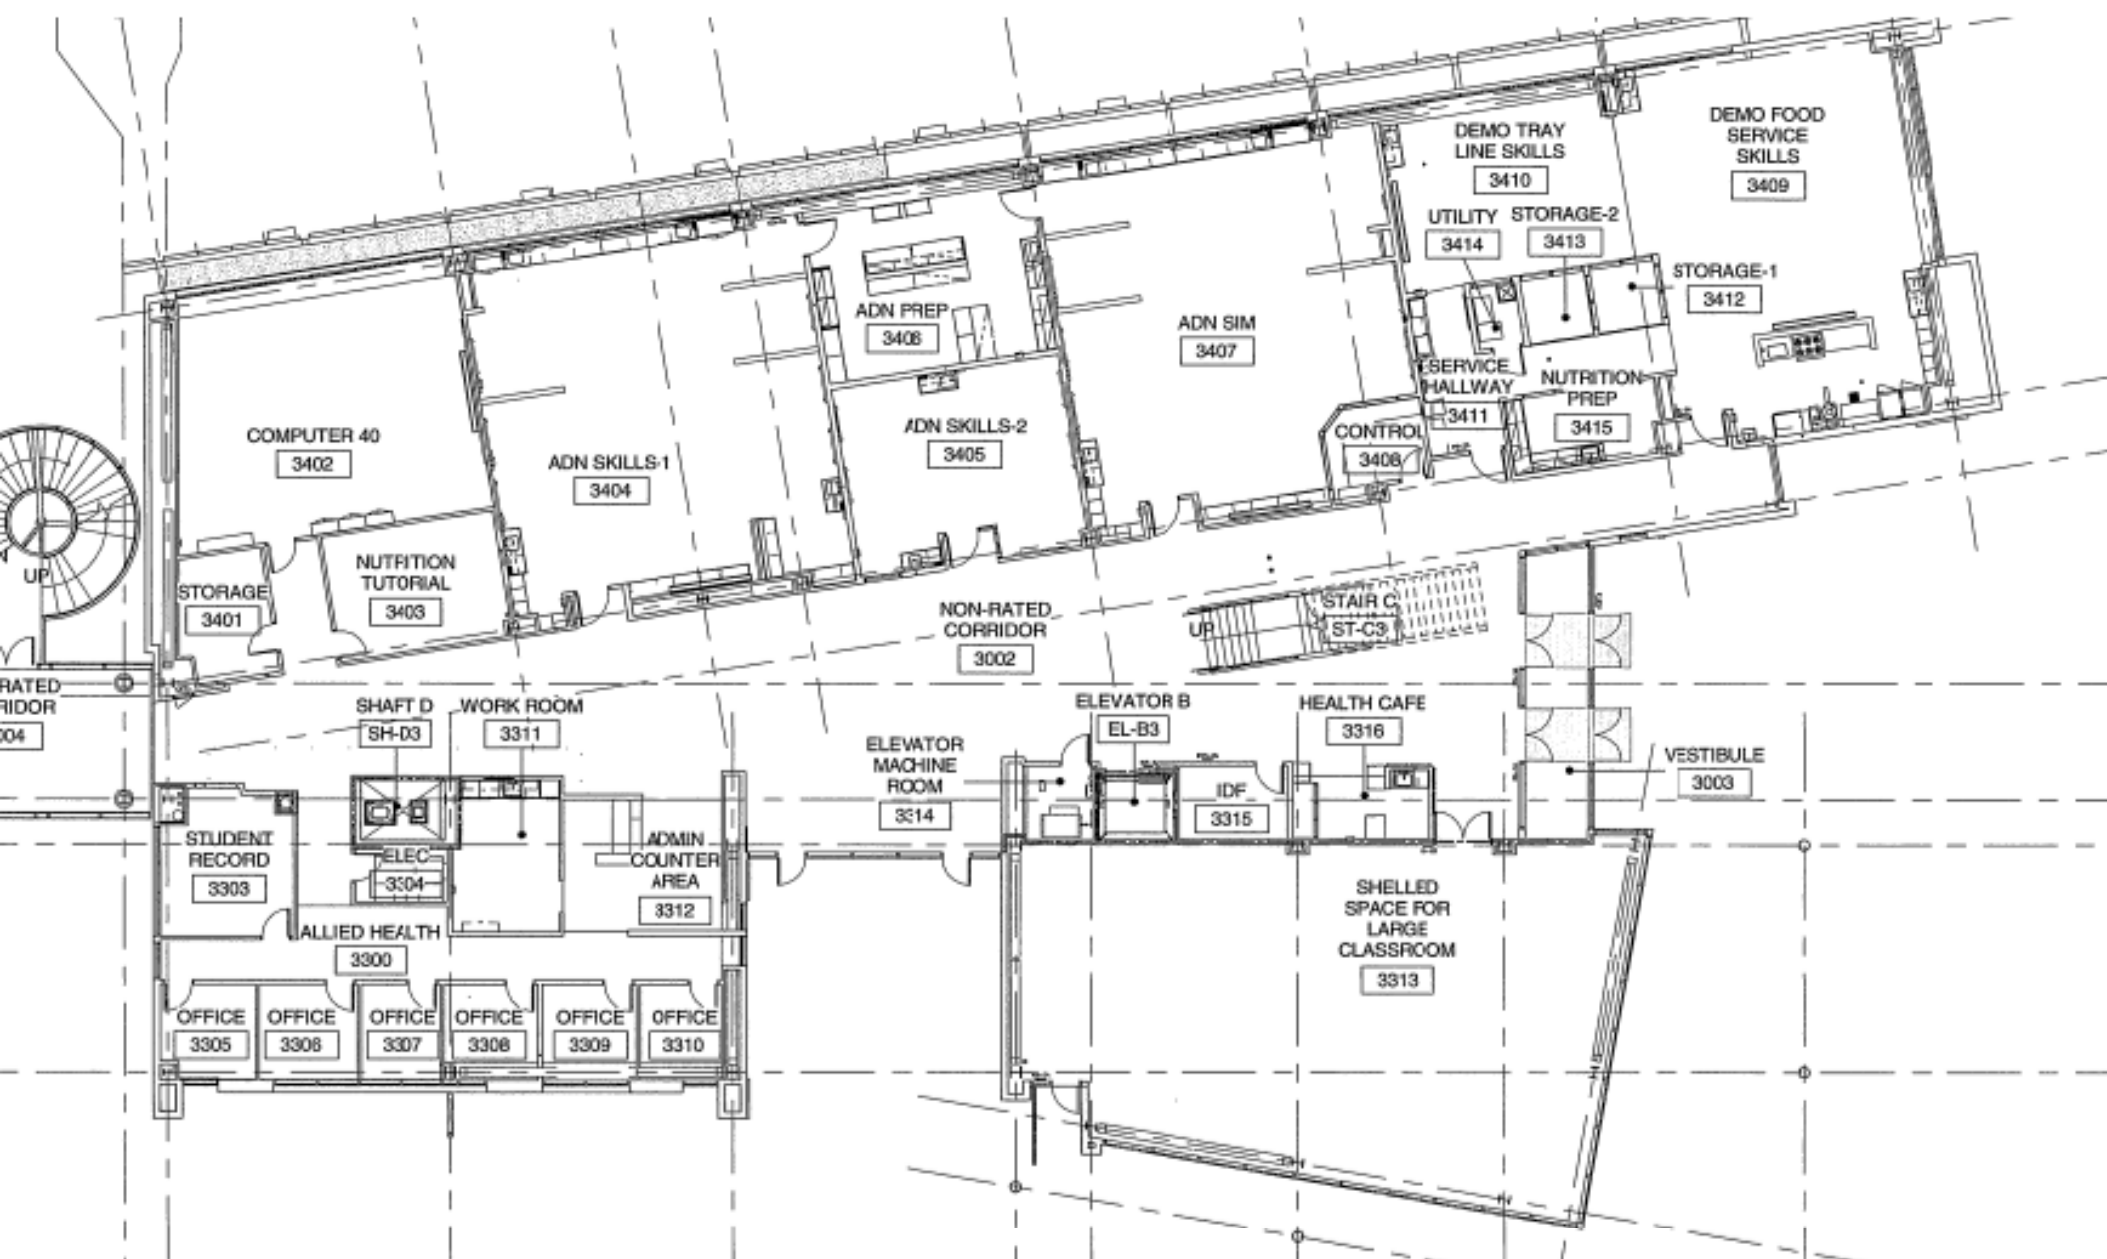 DEMO FOOD
SERVICE
SKILLS
3409
DEMO TRAY
LINE SKILLS
3410
UTILITY
3414
STORAGE-2
3413
STORAGE-1
3412
ADN PREP
3406
ADN SIM
3407
SERVICE
HALLWAY
3411
NUTRITION
PREP
3415
COMPUTER 40
3402
ADN SKILLS-1
3404
ADN SKILLS-2
3405
CONTROL
3408
UP
STORAGE
3401
NUTRITION
TUTORIAL
3403
NON-RATED
CORRIDOR
3002
UP
STAIR C
ST-C3
RATED
RIDOR
004
SHAFT D
SH-D3
WORK ROOM
3311
ELEVATOR B
EL-B3
HEALTH CAFE
3316
ELEVATOR
MACHINE
ROOM
3314
IDF
3315
VESTIBULE
3003
STUDENT
RECORD
3303
ELEC
3304
ADMIN
COUNTER
AREA
3312
ALLIED HEALTH
3300
SHELLED
SPACE FOR
LARGE
CLASSROOM
3313
OFFICE
3305
OFFICE
3306
OFFICE
3307
OFFICE
3308
OFFICE
3309
OFFICE
3310